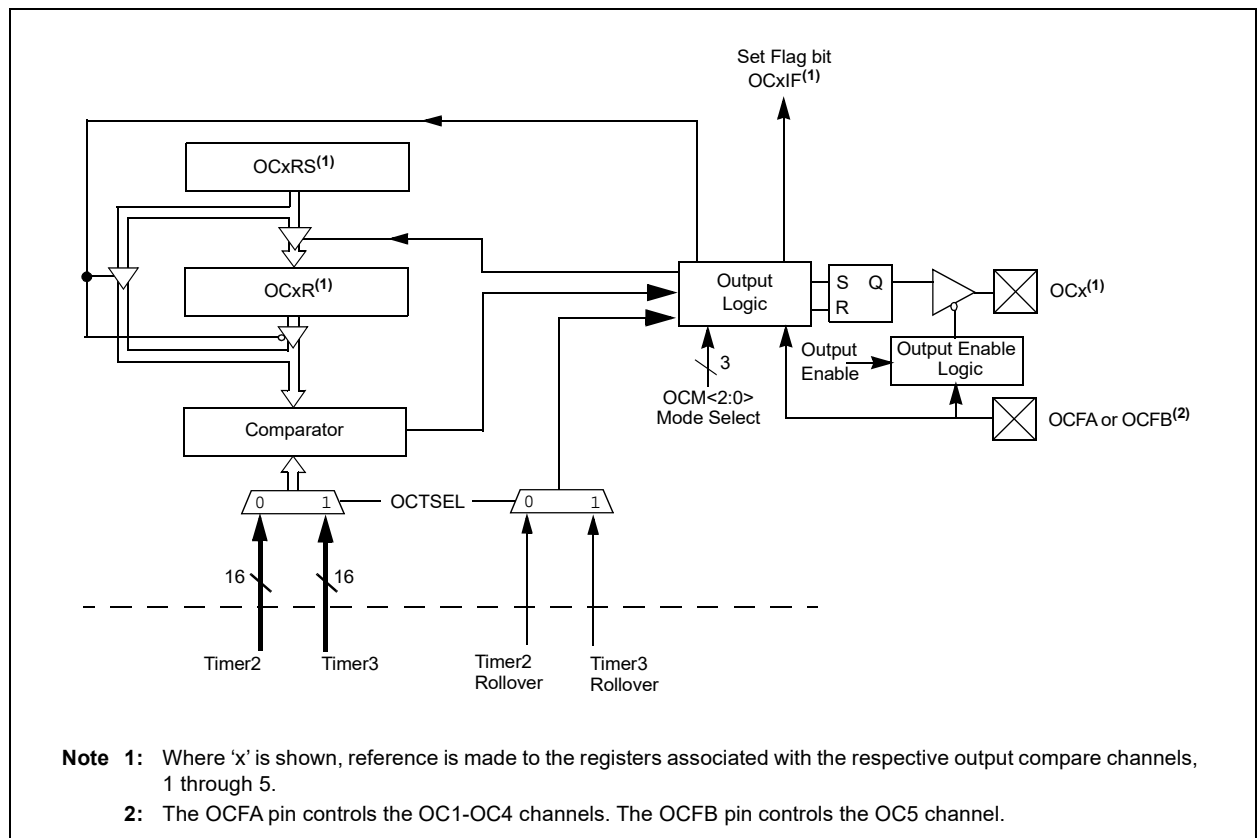 Set Flag bit
OCxIF(1)
OCxRS(1)
OCxR(1)
Output
Logic
S Q
R
OCx(1)
Output
Enable
Output Enable
Logic
3
OCM<2:0>
Mode Select
OCFA or OCFB(2)
Comparator
0 1
OCTSEL
0 1
16
16
Timer2
Timer3
Timer2
Rollover
Timer3
Rollover
Note 1: Where ‘x’ is shown, reference is made to the registers associated with the respective output compare channels,
1 through 5.
2: The OCFA pin controls the OC1-OC4 channels. The OCFB pin controls the OC5 channel.